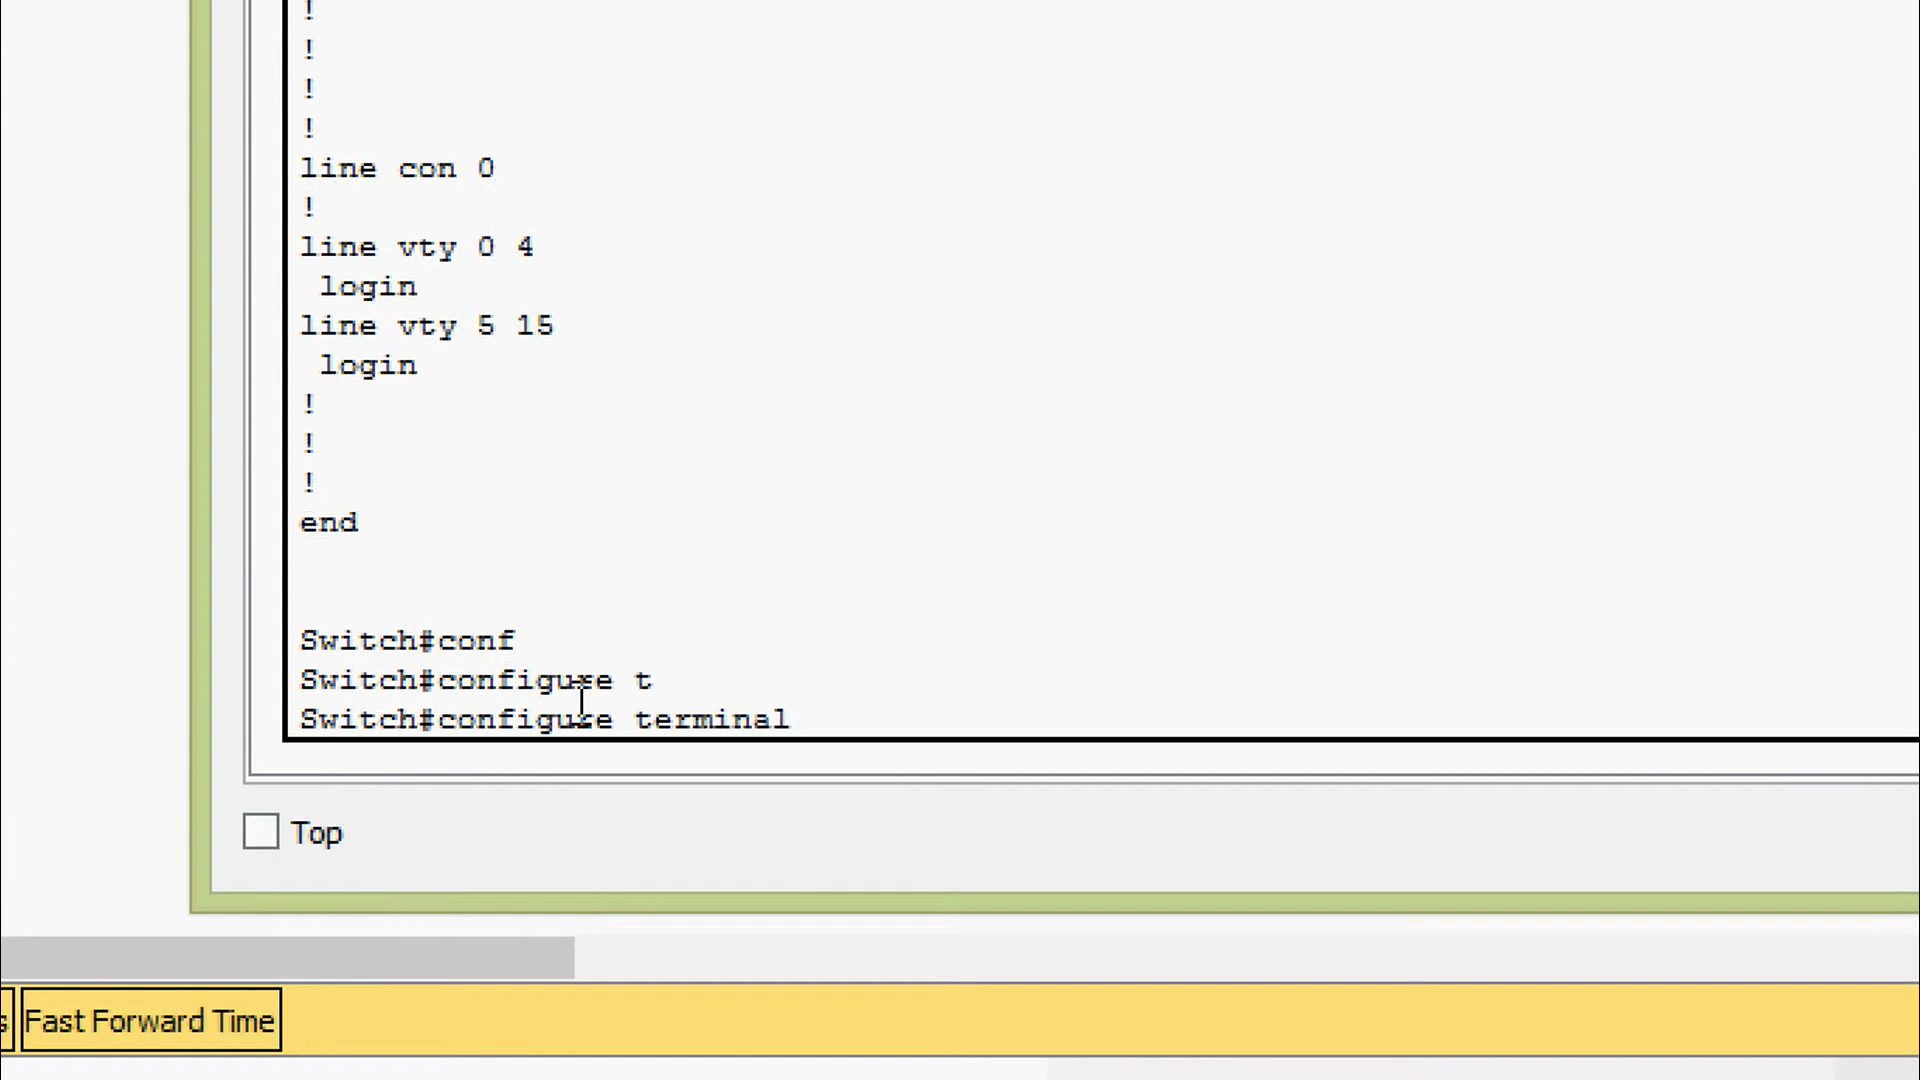 !
!
!
!
line con 0
!
line vty 0 4
 login
line vty 5 15
 login
!
!
!
end
Switch#conf
Switch#configure t
Switch#configure terminal
Top
Fast Forward Time